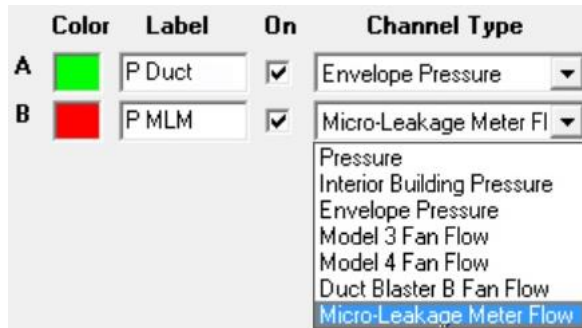 Color Label On Channel Type
A P Duct Envelope Pressure
B P MLM Micro-Leakage Meter Fl
Pressure
Interior Building Pressure
Envelope Pressure
Model 3 Fan Flow
Model 4 Fan Flow
Duct Blaster B Fan Flow
Micro-Leakage Meter Flow